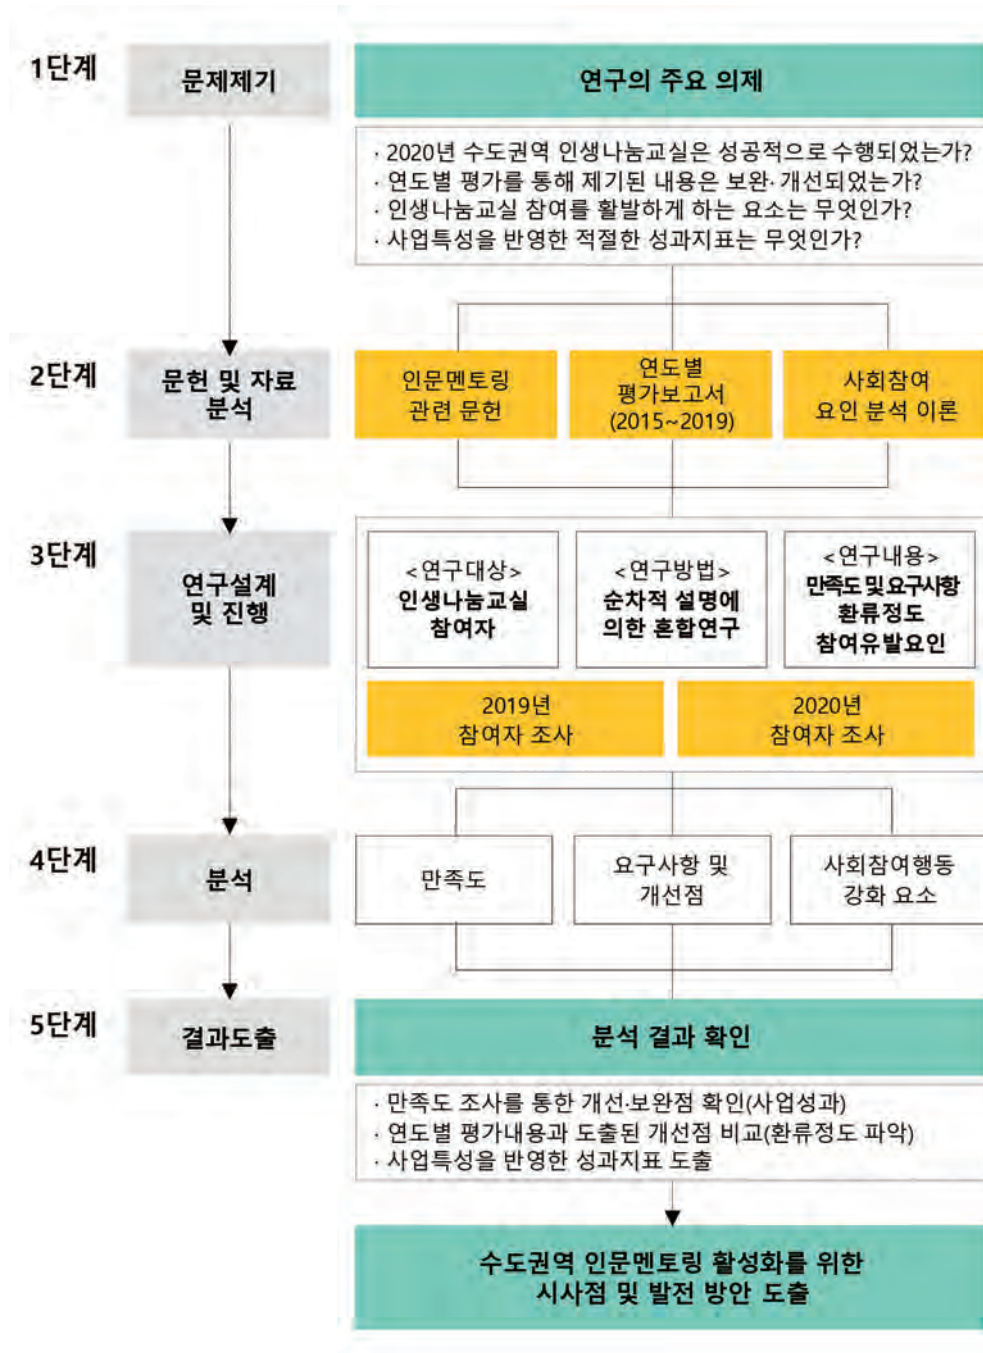 1단계
문제제기
연구의 주요 의제
· 2020년 수도권역 인생나눔교실은 성공적으로 수행되었는가?
· 연도별 평가를 통해 제기된 내용은 보완· 개선되었는가?
· 인생나눔교실 참여를 활발하게 하는 요소는 무엇인가?
· 사업특성을 반영한 적절한 성과지표는 무엇인가?
2단계
문헌 및 자료
분석
인문멘토링
관련 문헌
연도별
평가보고서
(2015~2019)
사회참여
요인 분석 이론
3단계
연구설계
및 진행
<연구대상>
인생나눔교실
참여자
<연구방법>
순차적 설명에
의한 혼합연구
<연구내용>
만족도 및 요구사항
환류정도
참여유발요인
2019년
참여자 조사
2020년
참여자 조사
4단계
분석
만족도
요구사항 및
개선점
사회참여행동
강화 요소
5단계
결과도출
분석 결과 확인
· 만족도 조사를 통한 개선·보완점 확인(사업성과)
· 연도별 평가내용과 도출된 개선점 비교(환류정도 파악)
· 사업특성을 반영한 성과지표 도출
수도권역 인문멘토링 활성화를 위한
시사점 및 발전 방안 도출